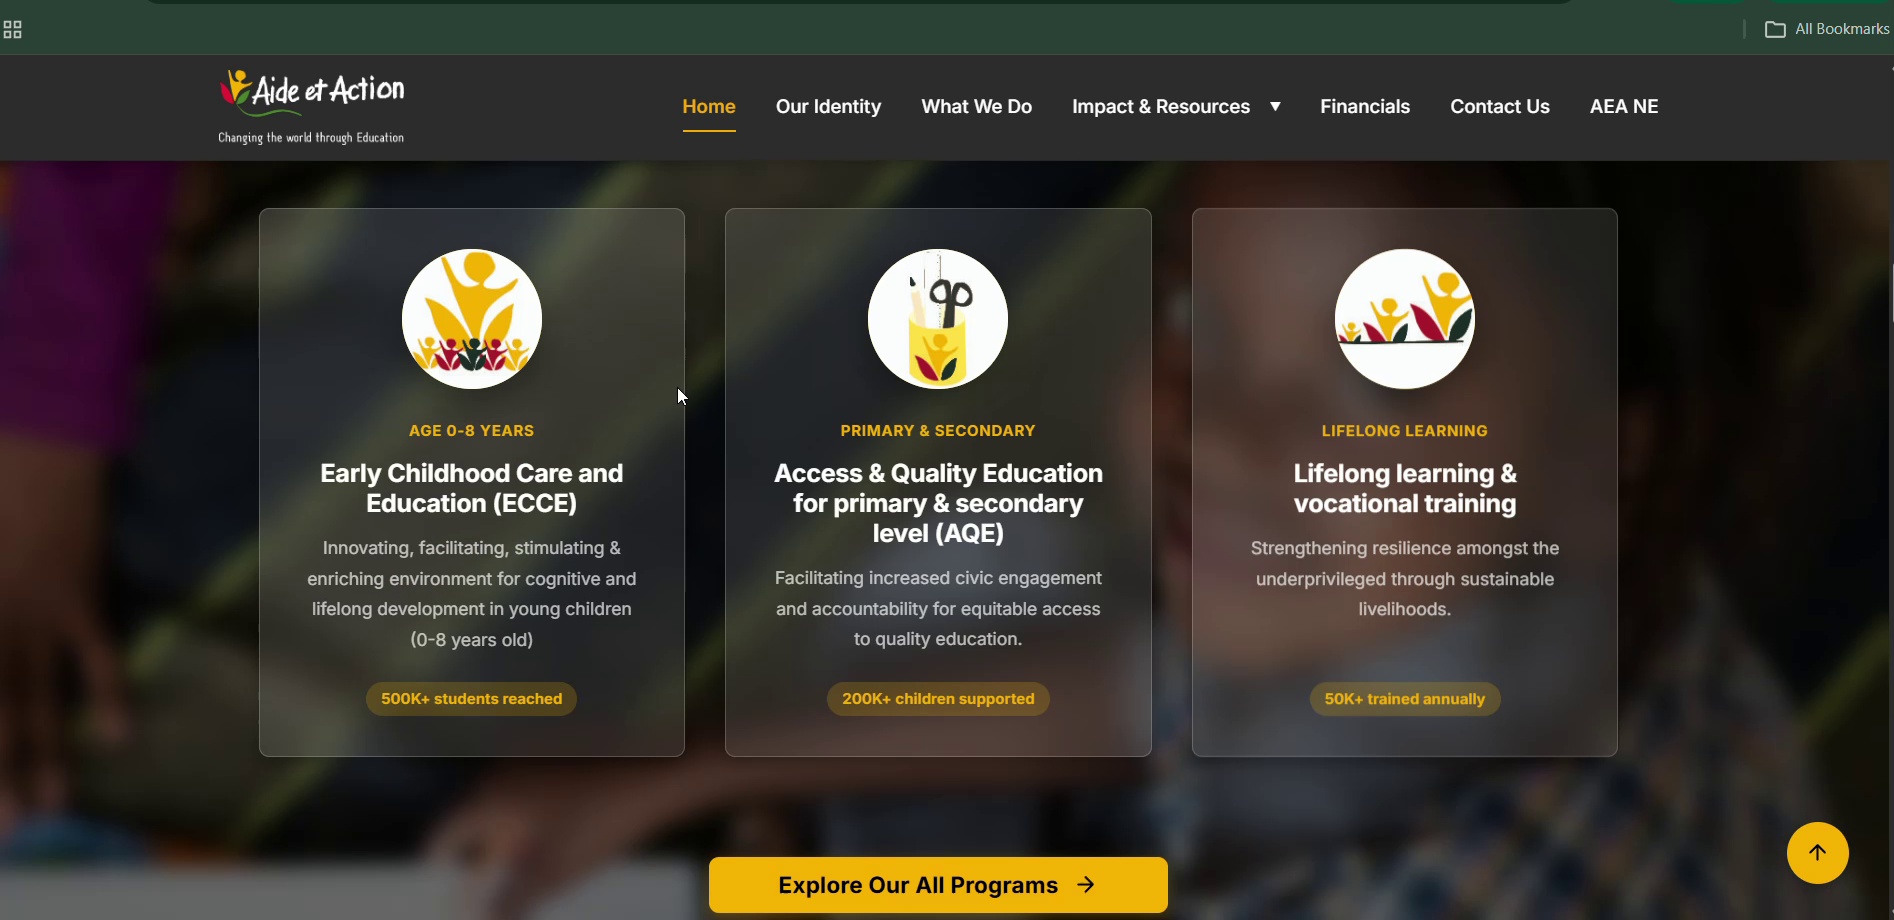 All Bookmarks
Aide et Action
Changing the world through Education
Home
Our Identity
What We Do
Impact & Resources ▼
Financials
Contact Us
AEA NE
AGE 0-8 YEARS
Early Childhood Care and
Education (ECCE)
Innovating, facilitating, stimulating &
enriching environment for cognitive and
lifelong development in young children
(0-8 years old)
500K+ students reached
PRIMARY & SECONDARY
Access & Quality Education
for primary & secondary
level (AQE)
Facilitating increased civic engagement
and accountability for equitable access
to quality education.
200K+ children supported
LIFELONG LEARNING
Lifelong learning &
vocational training
Strengthening resilience amongst the
underprivileged through sustainable
livelihoods.
50K+ trained annually
Explore Our All Programs →